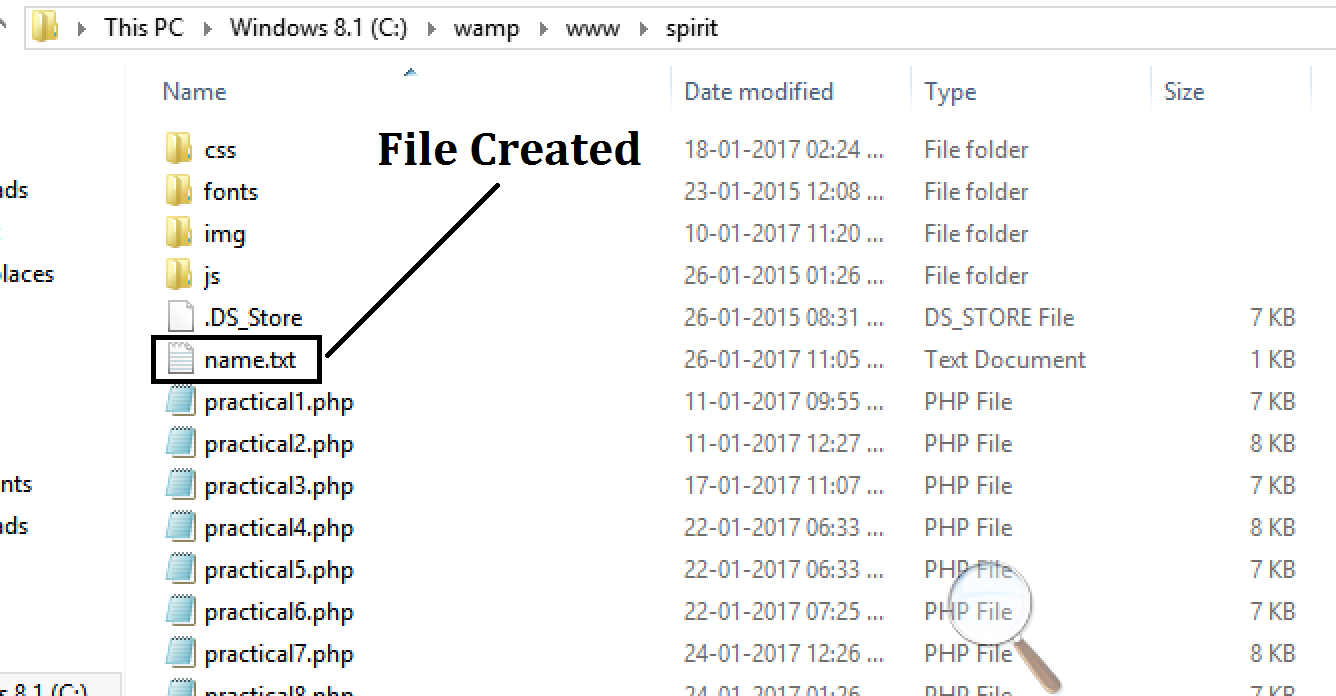 This PC Windows 8.1 (C:) wamp www spirit
Name Date modified Type Size
File Created
css 18-01-2017 02:24 ... File folder
ads
fonts 23-01-2015 12:08 ... File folder
img 10-01-2017 11:20 ... File folder
laces
js 26-01-2015 01:26 ... File folder
.DS_Store 26-01-2015 08:31 ... DS_STORE File 7 KB
name.txt 26-01-2017 11:05 ... Text Document 1 KB
practical1.php 11-01-2017 09:55 ... PHP File 7 KB
practical2.php 11-01-2017 12:27 ... PHP File 8 KB
nts
practical3.php 17-01-2017 11:07 ... PHP File 7 KB
ads
practical4.php 22-01-2017 06:33 ... PHP File 8 KB
practical5.php 22-01-2017 06:33 ... PHP File 7 KB
practical6.php 22-01-2017 07:25 ... PHP File 7 KB
practical7.php 24-01-2017 12:26 ... PHP File 8 KB
s 8.1 (C:)
practical8.php 24-01-2017 01:26 ... PHP File 7 KB